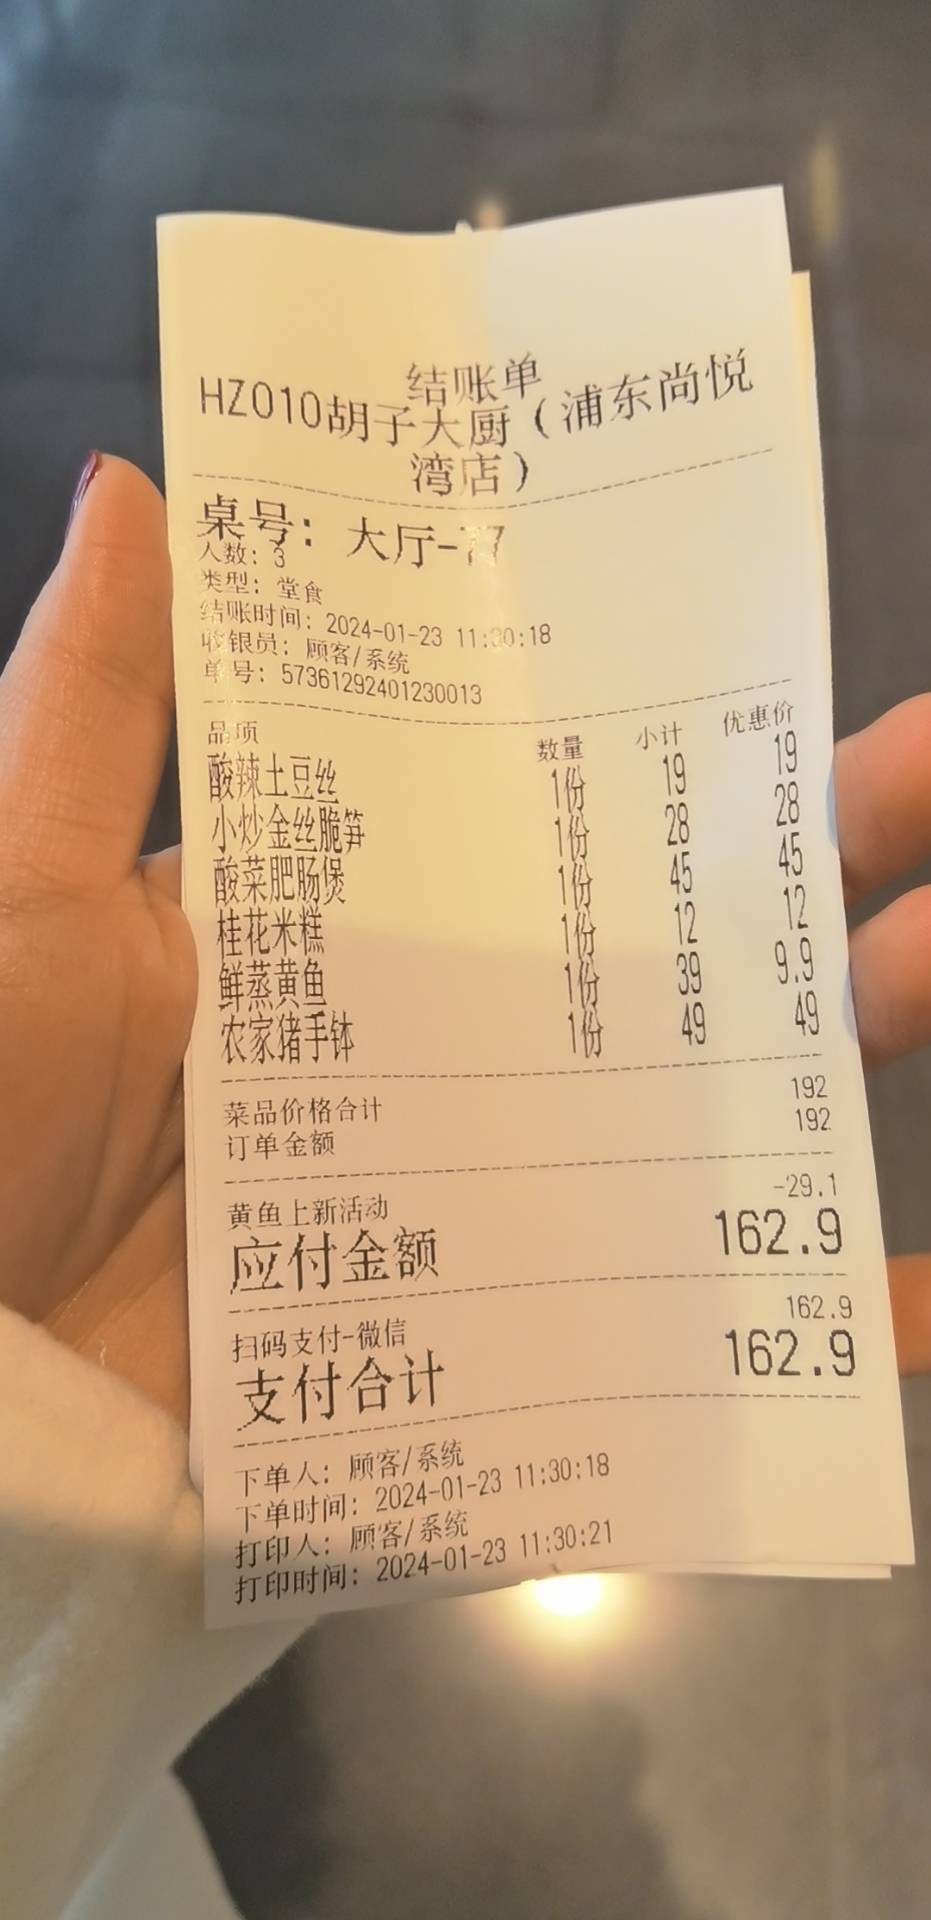 结账单
HZ010胡子大厨(浦东尚悦
湾店)
桌号: 大厅-77
人数: 3
类型: 堂食
结账时间: 2024-01-23 11:30:18
收银员: 顾客/系统
单号: 57361292401230013
品项 数量 小计 优惠价
酸辣土豆丝 1份 19 19
小炒金丝脆笋 1份 28 28
酸菜肥肠煲 1份 45 45
桂花米糕 1份 12 12
鲜蒸黄鱼 1份 39 9.9
农家猪手钵 1份 49 49
菜品价格合计 192
订单金额 192
黄鱼上新活动 -29.1
应付金额 162.9
扫码支付-微信 162.9
支付合计 162.9
下单人: 顾客/系统
下单时间: 2024-01-23 11:30:18
打印人: 顾客/系统
打印时间: 2024-01-23 11:30:21